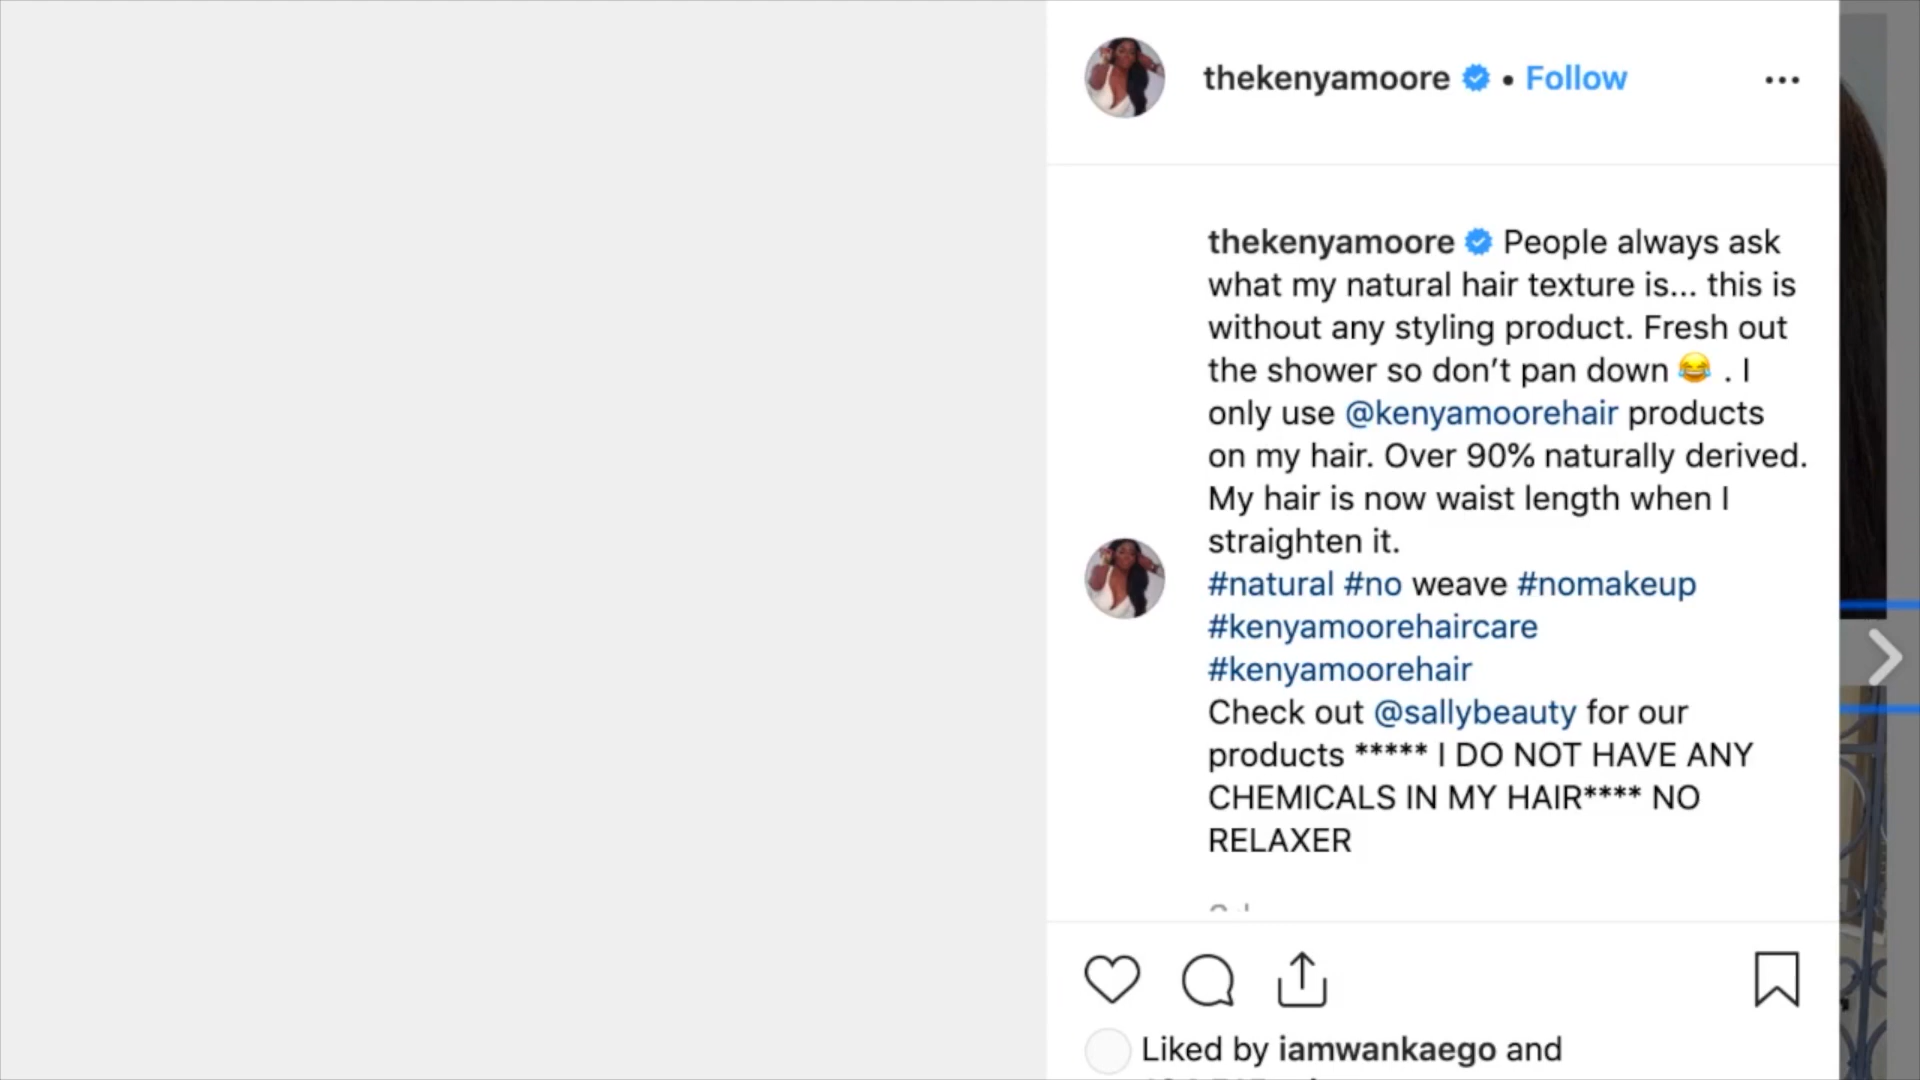 thekenyamoore • Follow
thekenyamoore People always ask
what my natural hair texture is... this is
without any styling product. Fresh out
the shower so don’t pan down 😂 . I
only use @kenyamoorehair products
on my hair. Over 90% naturally derived.
My hair is now waist length when I
straighten it.
#natural #no weave #nomakeup
#kenyamoorehaircare
#kenyamoorehair
Check out @sallybeauty for our
products ***** I DO NOT HAVE ANY
CHEMICALS IN MY HAIR**** NO
RELAXER
Liked by iamwankaego and